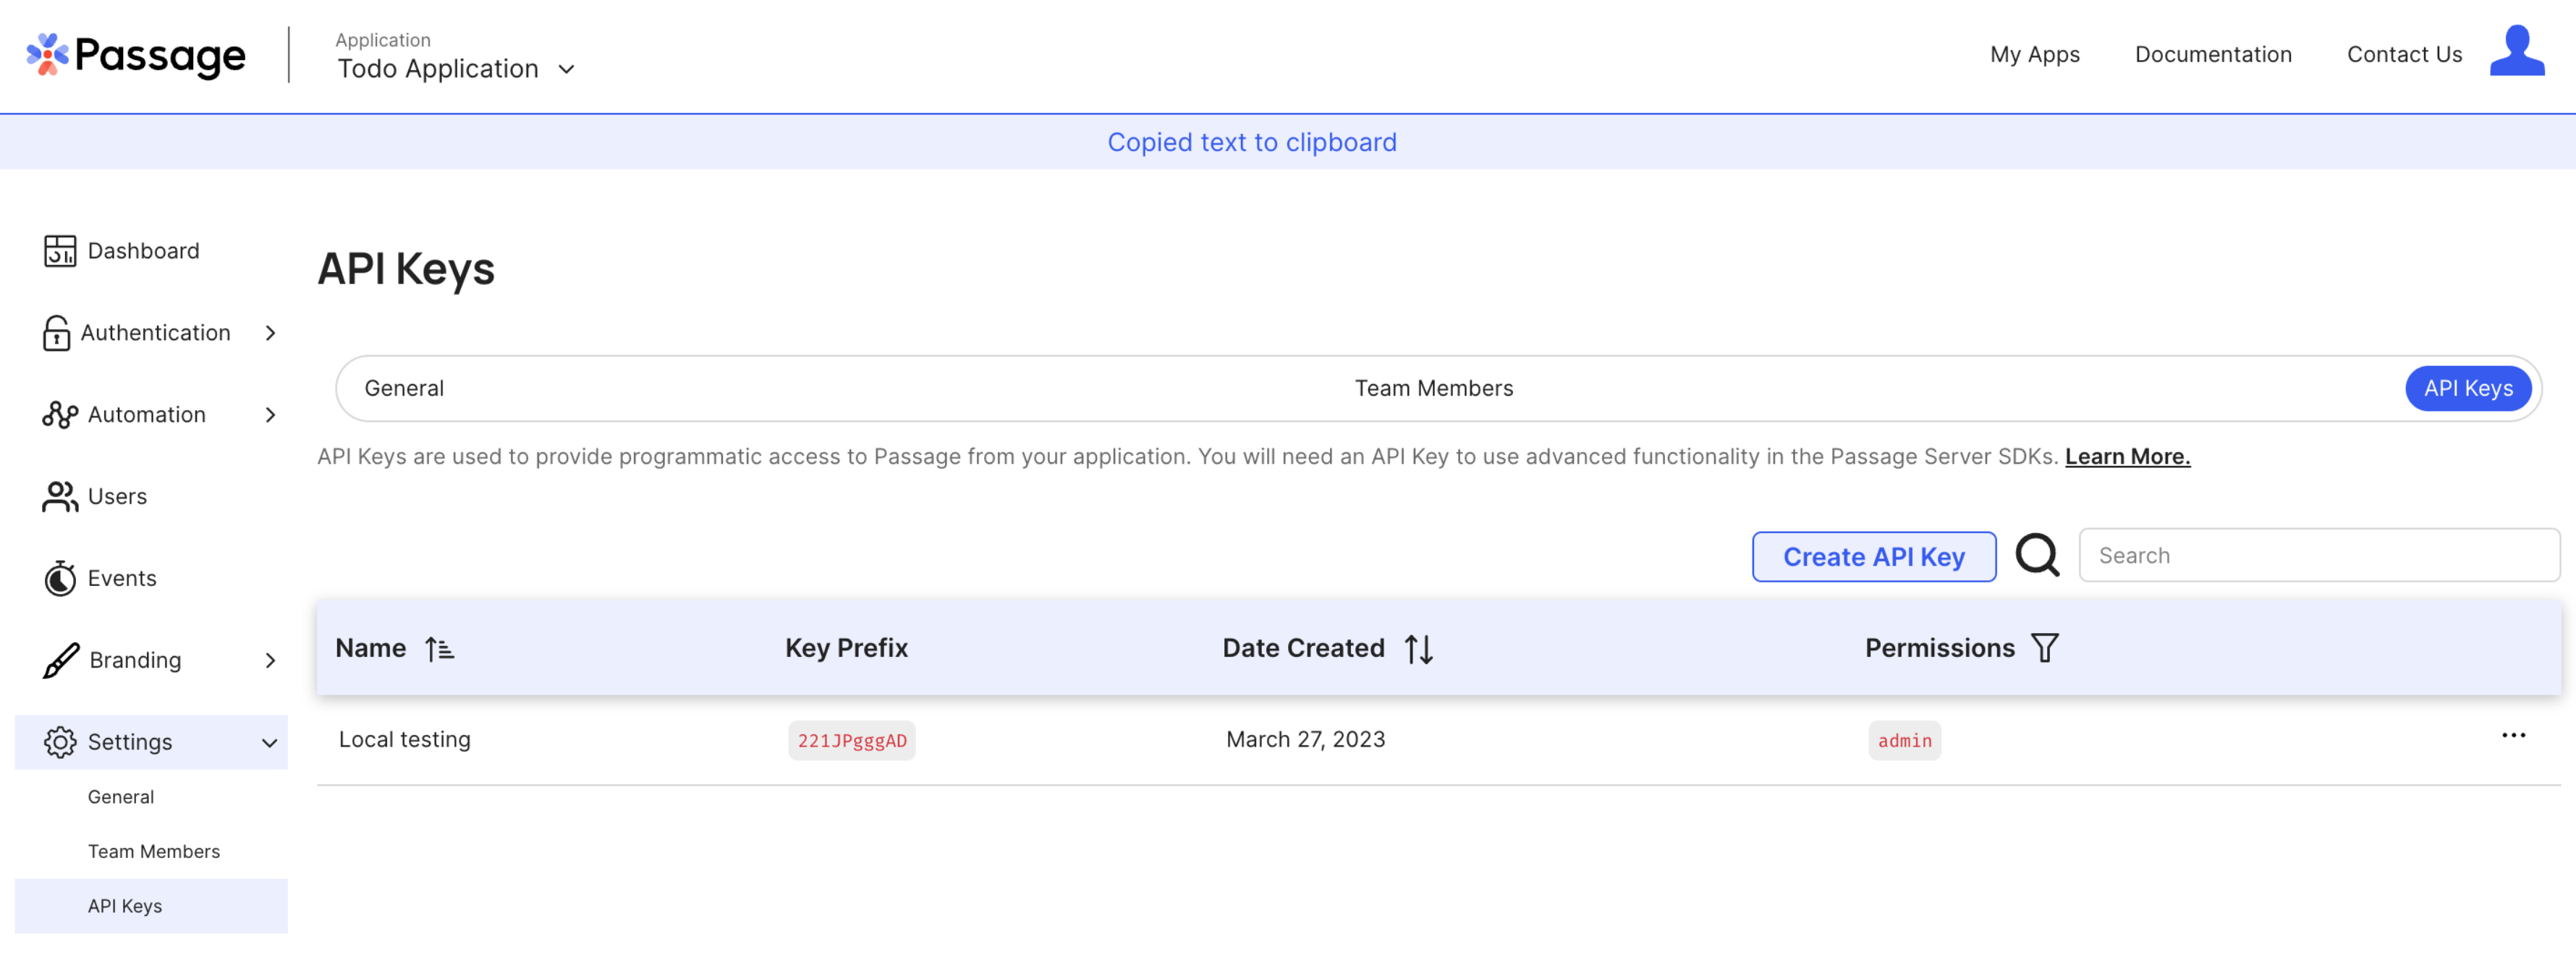 Passage
Application
Todo Application
My Apps
Documentation
Contact Us
Copied text to clipboard
Dashboard
Authentication
Automation
Users
Events
Branding
Settings
General
Team Members
API Keys
API Keys
General
Team Members
API Keys
API Keys are used to provide programmatic access to Passage from your application. You will need an API Key to use advanced functionality in the Passage Server SDKs. Learn More.
Create API Key
Search
Name
Key Prefix
Date Created
Permissions
Local testing
221JPgggAD
March 27, 2023
admin